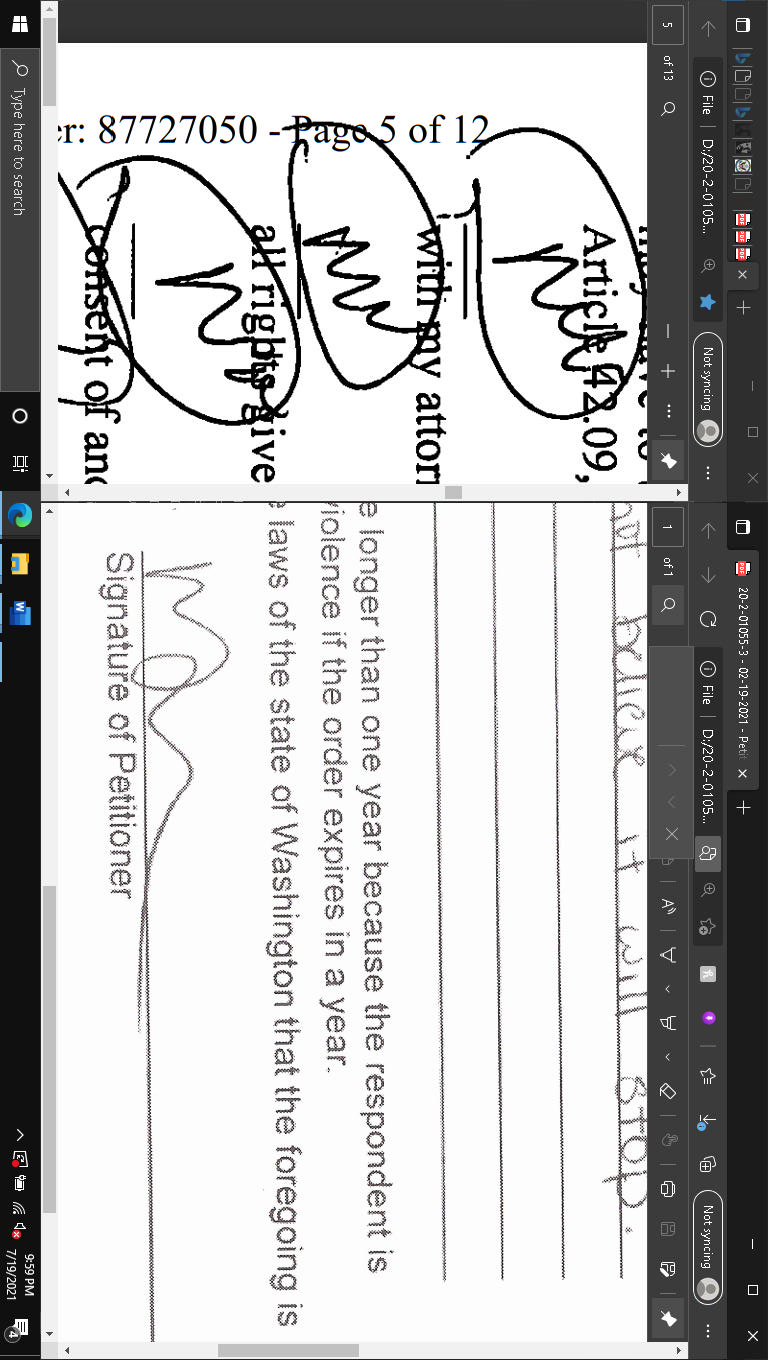 5 of 13
File
D:/20-2-0105...
Not syncing
er: 87727050 - Page 5 of 12
Article 42.09,
with my attor
all rights give
consent of and
20-2-01055-3 - 02-19-2021 - Petit
File
D:/20-2-0105...
Not syncing
1 of 1
not believe it will stop.
e longer than one year because the respondent is
violence if the order expires in a year.
e laws of the state of Washington that the foregoing is
Signature of Petitioner
Type here to search
9:59 PM
7/19/2021
4